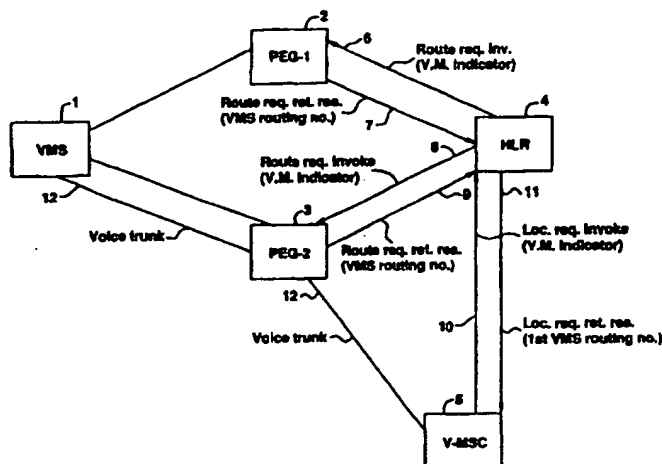 2
PEG-1
6
Route req. inv.
(V.M. Indicator)
1
VMS
Route req. ret. res.
(VMS routing no.)
7
4
HLR
8
Route req. invoke
(V.M. Indicator)
9
11
12
Voice trunk
3
PEG-2
Route req. ret. res.
(VMS routing no.)
Loc. req. invoke
(V.M. Indicator)
12
Voice trunk
10
Loc. req. ret. res.
(1st VMS routing no.)
5
V-MSC